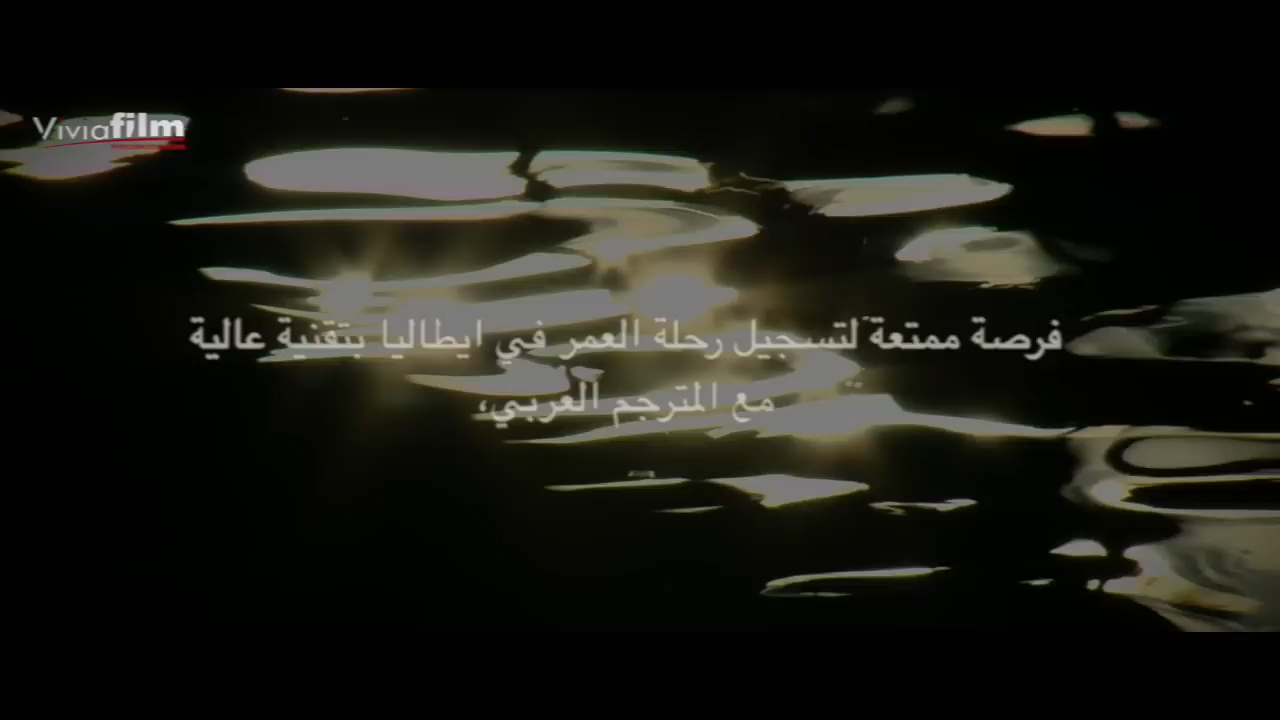 Viviafilm
فرصة ممتعة لتسجيل رحلة العمر في ايطاليا بتقنية عالية
مع المترجم العربي،